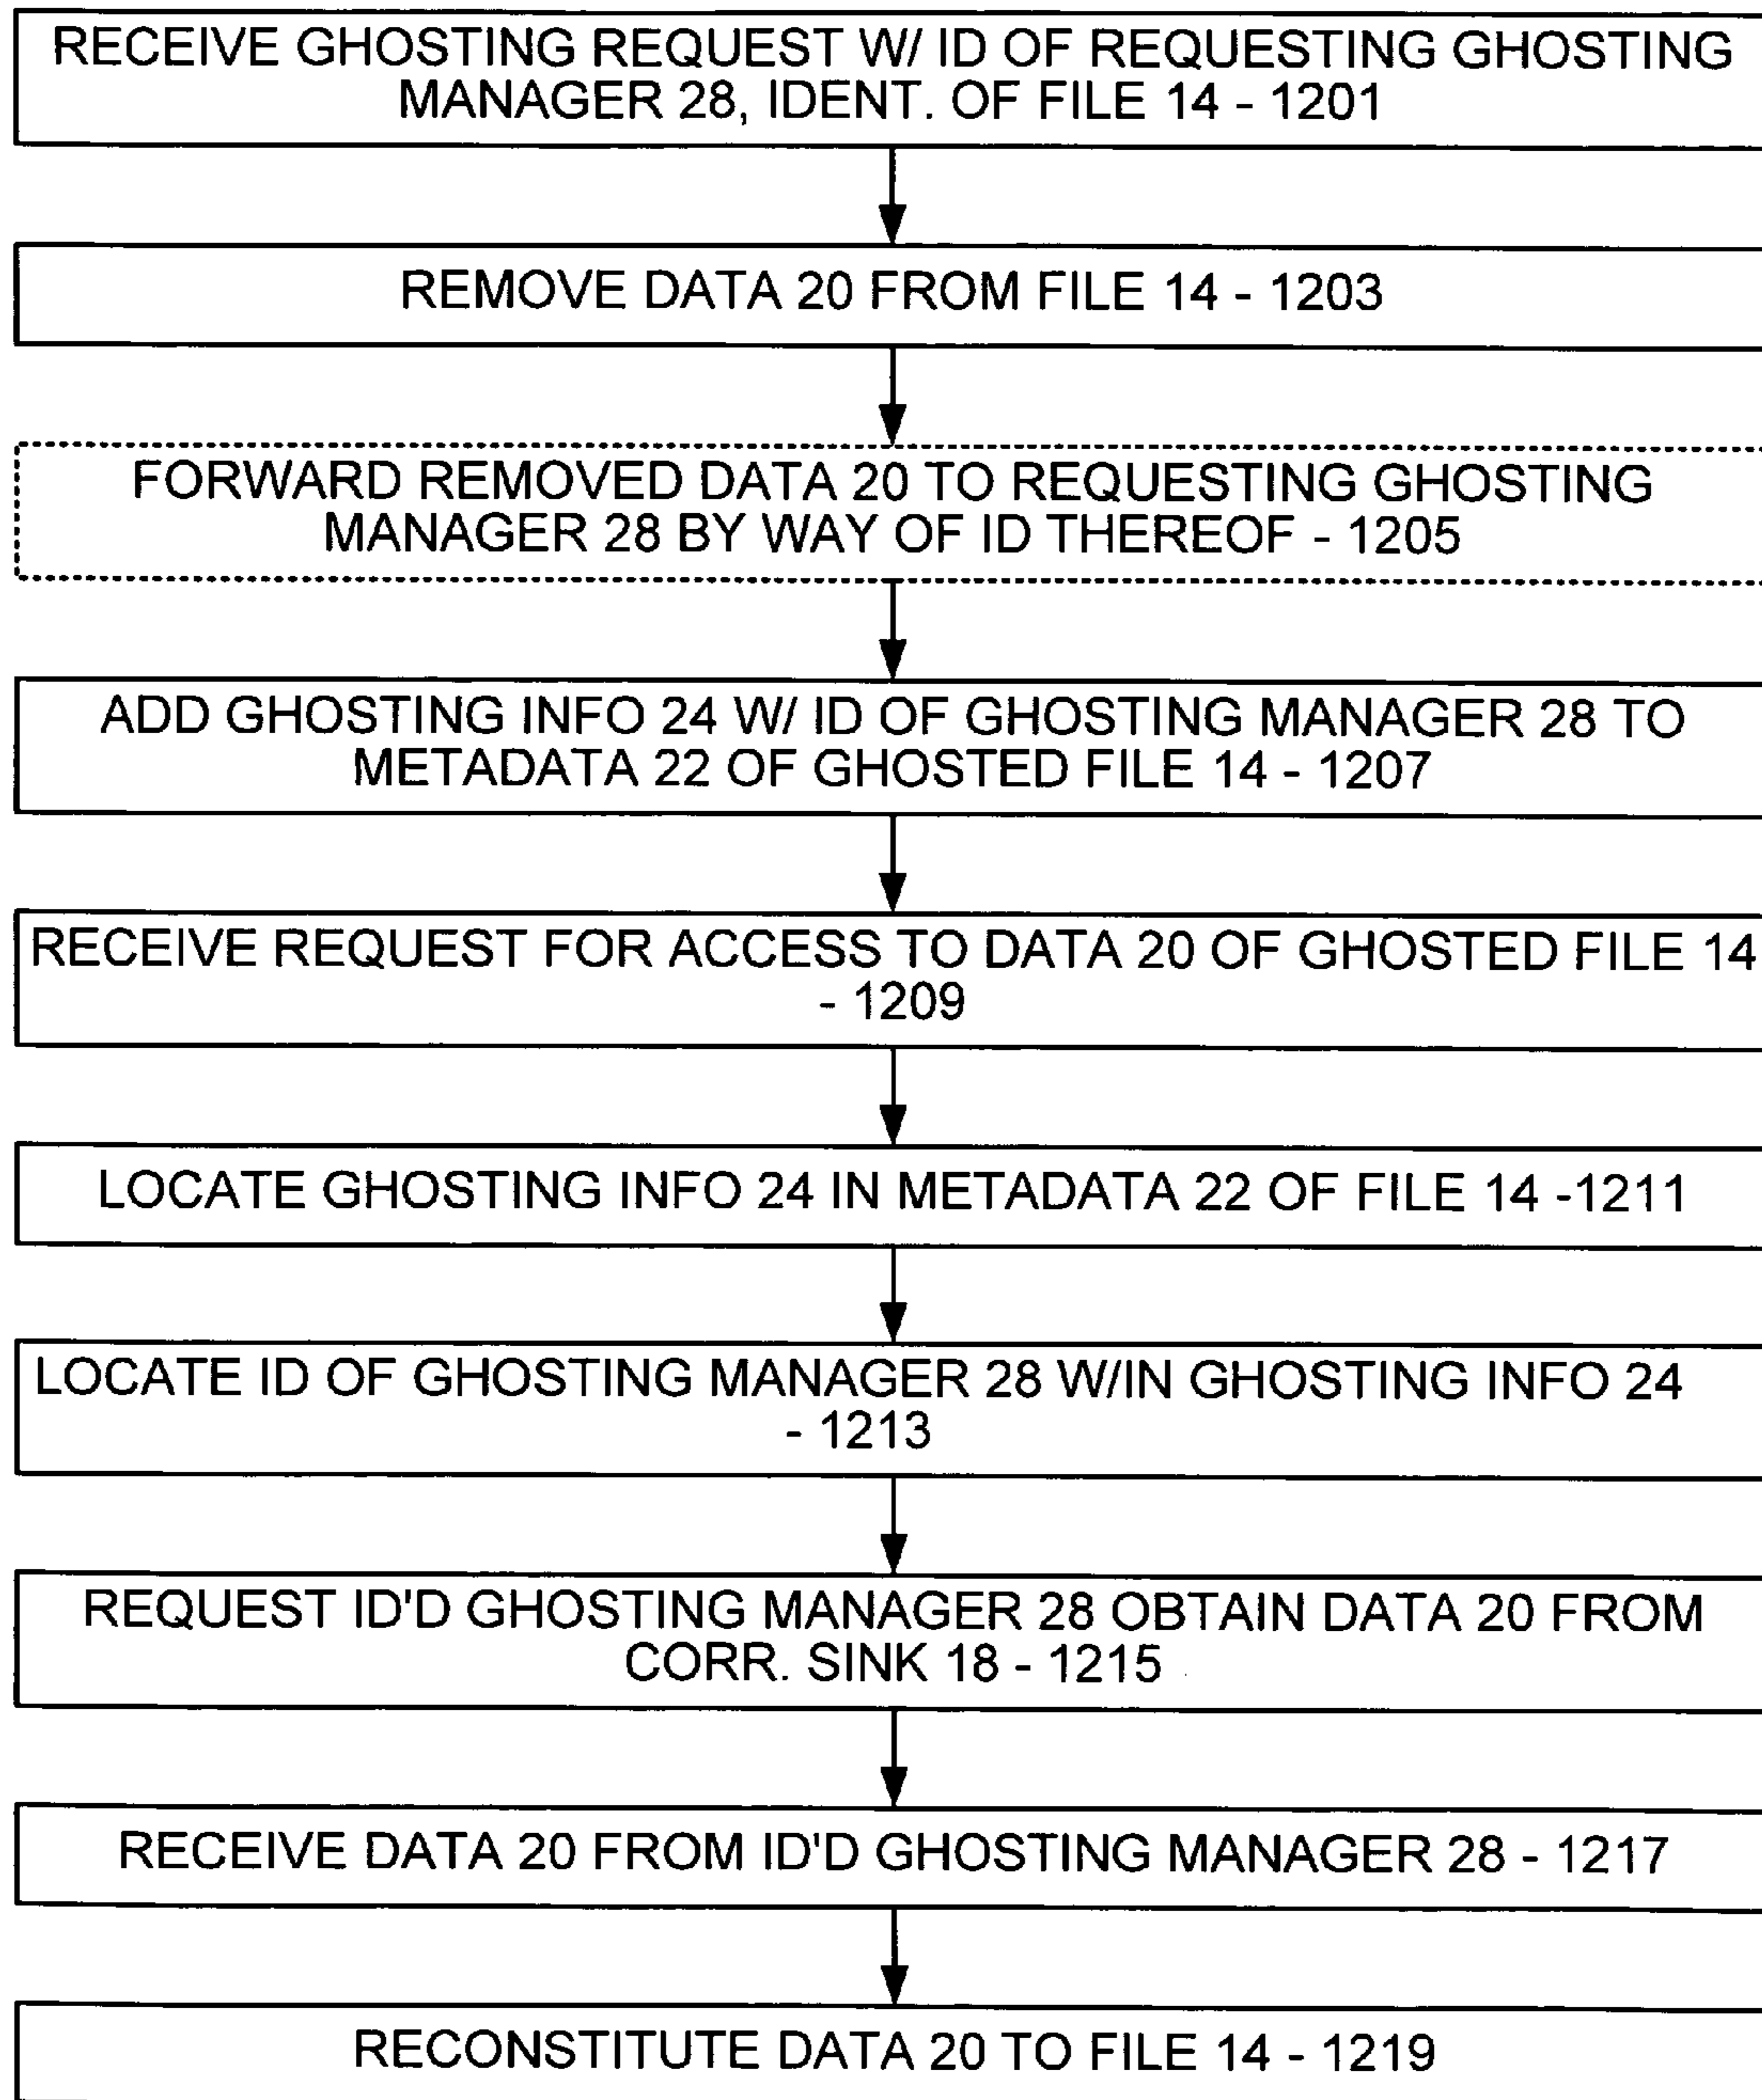 RECEIVE GHOSTING REQUEST W/ ID OF REQUESTING GHOSTING
MANAGER 28, IDENT. OF FILE 14 - 1201
REMOVE DATA 20 FROM FILE 14 - 1203
FORWARD REMOVED DATA 20 TO REQUESTING GHOSTING
MANAGER 28 BY WAY OF ID THEREOF - 1205
ADD GHOSTING INFO 24 W/ ID OF GHOSTING MANAGER 28 TO
METADATA 22 OF GHOSTED FILE 14 - 1207
RECEIVE REQUEST FOR ACCESS TO DATA 20 OF GHOSTED FILE 14
- 1209
LOCATE GHOSTING INFO 24 IN METADATA 22 OF FILE 14 -1211
LOCATE ID OF GHOSTING MANAGER 28 W/IN GHOSTING INFO 24
- 1213
REQUEST ID'D GHOSTING MANAGER 28 OBTAIN DATA 20 FROM
CORR. SINK 18 - 1215
RECEIVE DATA 20 FROM ID'D GHOSTING MANAGER 28 - 1217
RECONSTITUTE DATA 20 TO FILE 14 - 1219